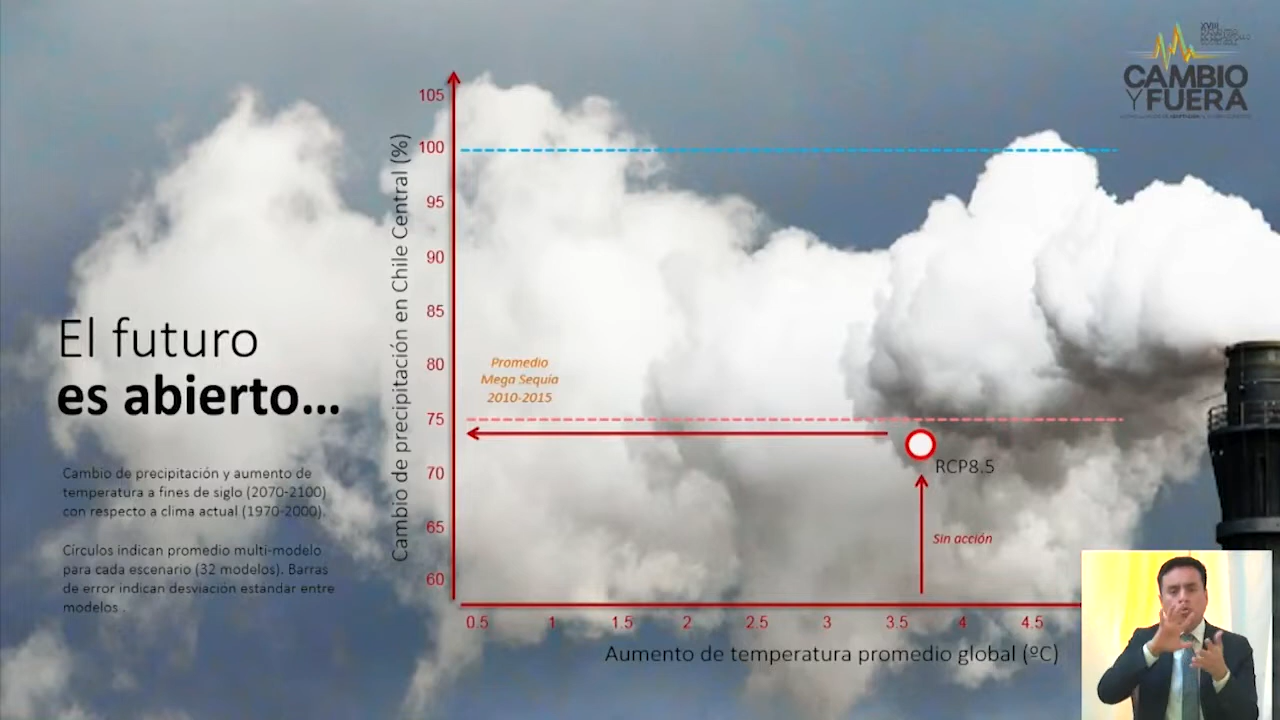 XVIII
CAMBIO
Y FUERA
El futuro
es abierto...
Cambio de precipitación y aumento de
temperatura a fines de siglo (2070-2100)
con respecto a clima actual (1970-2000).
Círculos indican promedio multi-modelo
para cada escenario (32 modelos). Barras
de error indican desviación estandar entre
modelos .
Cambio de precipitación en Chile Central (%)
105
100
95
90
85
80
75
70
65
60
Promedio
Mega Sequía
2010-2015
RCP8.5
Sin acción
0.5 1 1.5 2 2.5 3 3.5 4 4.5
Aumento de temperatura promedio global (ºC)